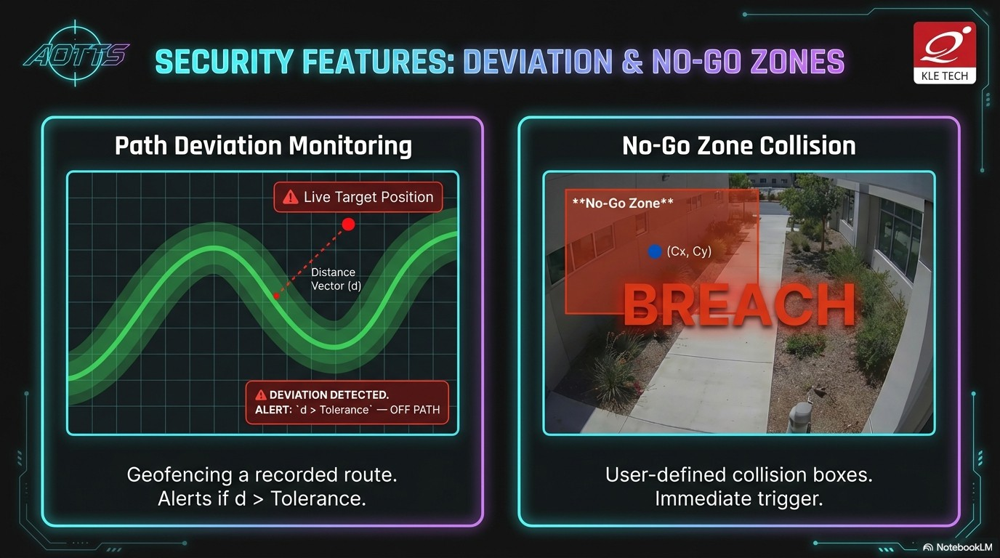 AOTTS
SECURITY FEATURES: DEVIATION & NO-GO ZONES
KLE TECH
Path Deviation Monitoring
Live Target Position
Distance
Vector (d)
DEVIATION DETECTED.
ALERT: `d > Tolerance` — OFF PATH
Geofencing a recorded route.
Alerts if d > Tolerance.
No-Go Zone Collision
**No-Go Zone**
(Cx, Cy)
BREACH
User-defined collision boxes.
Immediate trigger.
NotebookLM